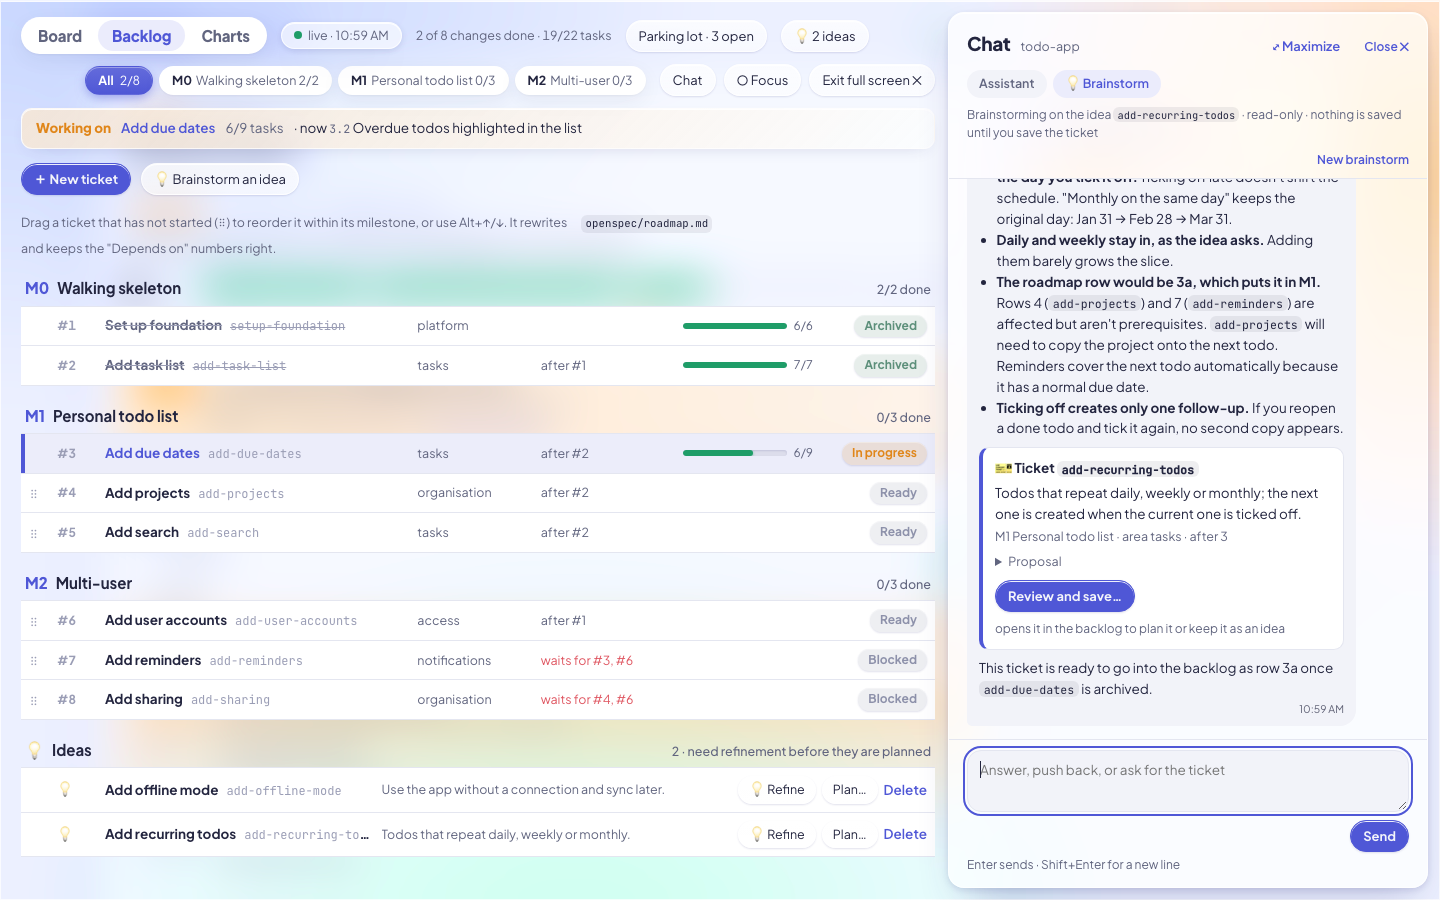 Board Backlog Charts live · 10:59 AM 2 of 8 changes done · 19/22 tasks Parking lot · 3 open 2 ideas
All 2/8 M0 Walking skeleton 2/2 M1 Personal todo list 0/3 M2 Multi-user 0/3 Chat Focus Exit full screen
Working on Add due dates 6/9 tasks · now 3.2 Overdue todos highlighted in the list
+ New ticket Brainstorm an idea
Drag a ticket that has not started (⠿) to reorder it within its milestone, or use Alt+↑/↓. It rewrites openspec/roadmap.md
and keeps the "Depends on" numbers right.
M0 Walking skeleton 2/2 done
#1 Set up foundation setup-foundation platform 6/6 Archived
#2 Add task list add-task-list tasks after #1 7/7 Archived
M1 Personal todo list 0/3 done
#3 Add due dates add-due-dates tasks after #2 6/9 In progress
#4 Add projects add-projects organisation after #2 Ready
#5 Add search add-search tasks after #2 Ready
M2 Multi-user 0/3 done
#6 Add user accounts add-user-accounts access after #1 Ready
#7 Add reminders add-reminders notifications waits for #3, #6 Blocked
#8 Add sharing add-sharing organisation waits for #4, #6 Blocked
Ideas 2 · need refinement before they are planned
Add offline mode add-offline-mode Use the app without a connection and sync later. Refine Plan… Delete
Add recurring todos add-recurring-to… Todos that repeat daily, weekly or monthly. Refine Plan… Delete
Chat todo-app Maximize Close
Assistant Brainstorm
Brainstorming on the idea add-recurring-todos · read-only · nothing is saved
until you save the ticket
New brainstorm
the day you tick it off. Ticking off late doesn't shift the
schedule. "Monthly on the same day" keeps the
original day: Jan 31 → Feb 28 → Mar 31.
• Daily and weekly stay in, as the idea asks. Adding
them barely grows the slice.
• The roadmap row would be 3a, which puts it in M1.
Rows 4 ( add-projects ) and 7 ( add-reminders ) are
affected but aren't prerequisites. add-projects will
need to copy the project onto the next todo.
Reminders cover the next todo automatically because
it has a normal due date.
• Ticking off creates only one follow-up. If you reopen
a done todo and tick it again, no second copy appears.
Ticket add-recurring-todos
Todos that repeat daily, weekly or monthly; the next
one is created when the current one is ticked off.
M1 Personal todo list · area tasks · after 3
▶ Proposal
Review and save…
opens it in the backlog to plan it or keep it as an idea
This ticket is ready to go into the backlog as row 3a once
add-due-dates is archived.
10:59 AM
Answer, push back, or ask for the ticket
Send
Enter sends · Shift+Enter for a new line